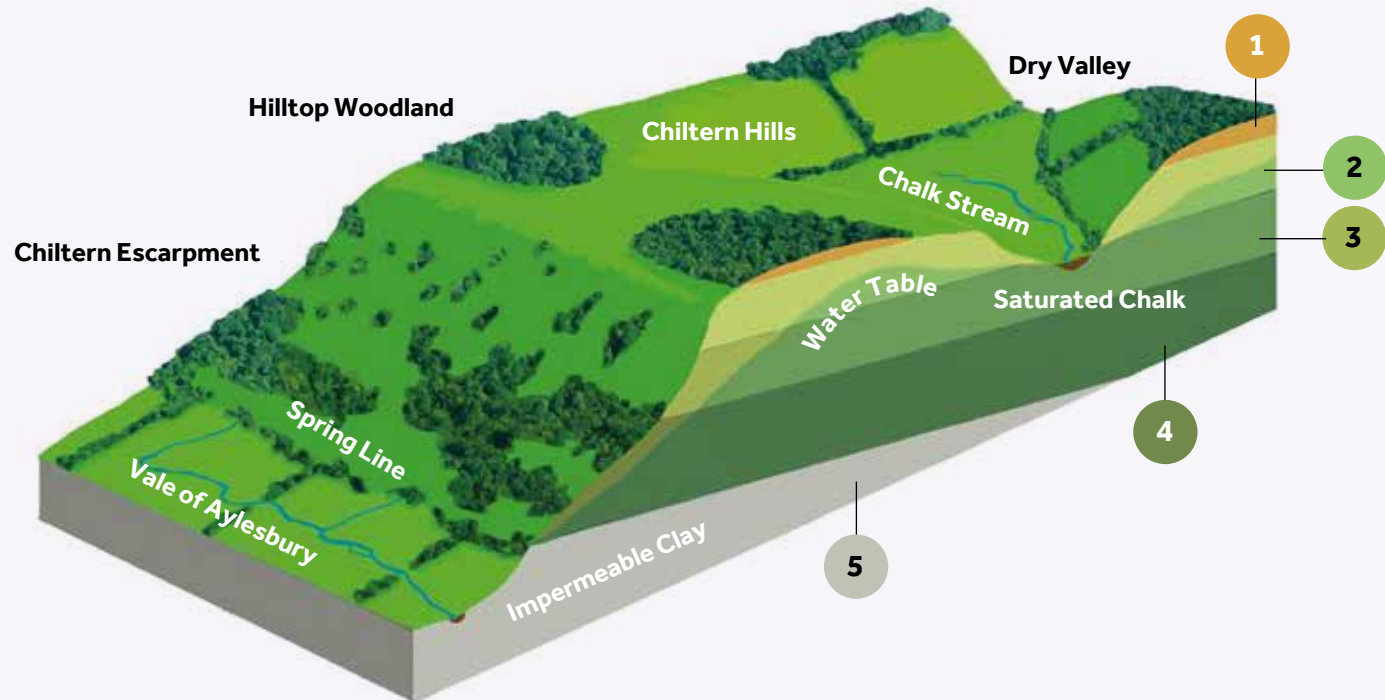 Dry Valley
1
Hilltop Woodland
Chiltern Hills
2
Chalk Stream
3
Chiltern Escarpment
Water Table
Saturated Chalk
4
Spring Line
Vale of Aylesbury
Impermeable Clay
5